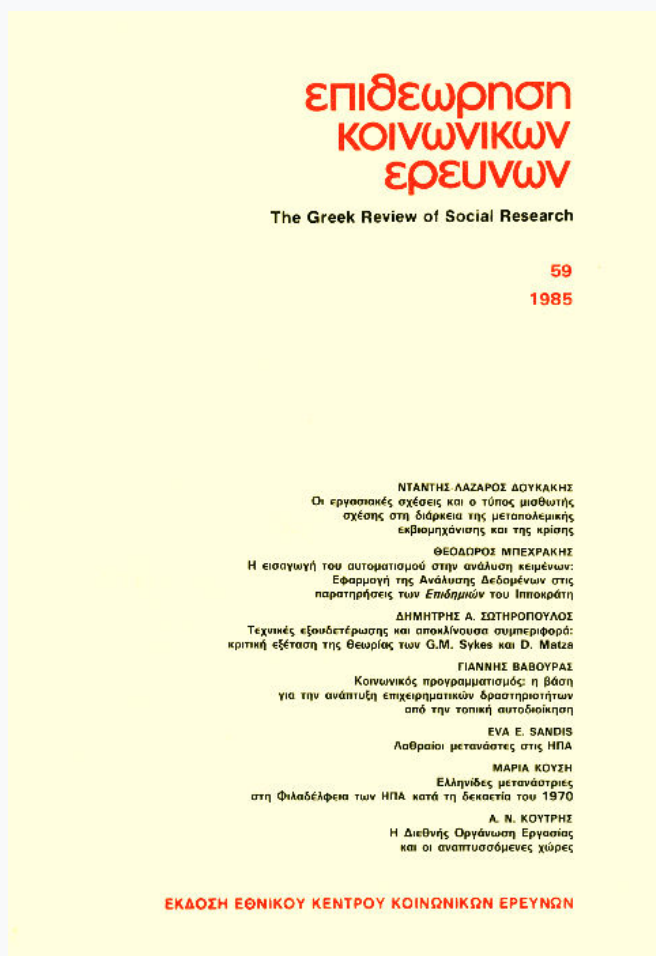 επιθεωρηση
κοινωνικων
ερευνων
The Greek Review of Social Research
59
1985
ΝΤΑΝΤΗΣ ΛΑΖΑΡΟΣ ΔΟΥΚΑΚΗΣ
Οι εργασιακές σχέσεις και ο τύπος μισθωτής
σχέσης στη διάρκεια της μεταπολεμικής
εκβιομηχάνισης και της κρίσης
ΘΕΟΔΩΡΟΣ ΜΠΕΧΡΑΚΗΣ
Η εισαγωγή του αυτοματισμού στην ανάλυση κειμένων:
Εφαρμογή της Ανάλυσης Δεδομένων στις
παρατηρήσεις των Επιδημιών του Ιπποκράτη
ΔΗΜΗΤΡΗΣ Α. ΣΩΤΗΡΟΠΟΥΛΟΣ
Τεχνικές εξουδετέρωσης και αποκλίνουσα συμπεριφορά:
κριτική εξέταση της θεωρίας των G.M. Sykes και D. Matza
ΓΙΑΝΝΗΣ ΒΑΒΟΥΡΑΣ
Κοινωνικός προγραμματισμός: η βάση
για την ανάπτυξη επιχειρηματικών δραστηριοτήτων
από την τοπική αυτοδιοίκηση
EVA E. SANDIS
Λαθραίοι μετανάστες στις ΗΠΑ
ΜΑΡΙΑ ΚΟΥΣΗ
Ελληνίδες μετανάστριες
στη Φιλαδέλφεια των ΗΠΑ κατά τη δεκαετία του 1970
Α. Ν. ΚΟΥΤΡΗΣ
Η Διεθνής Οργάνωση Εργασίας
και οι αναπτυσσόμενες χώρες
ΕΚΔΟΣΗ ΕΘΝΙΚΟΥ ΚΕΝΤΡΟΥ ΚΟΙΝΩΝΙΚΩΝ ΕΡΕΥΝΩΝ